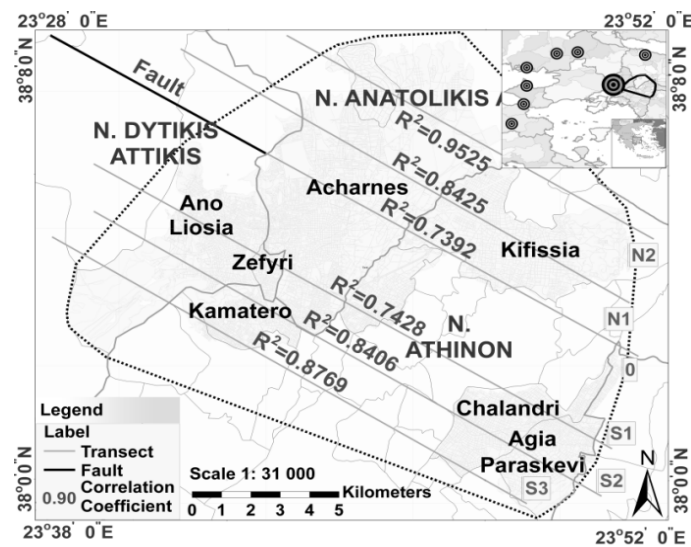 23°28' 0"E
23°52' 0"E
38°8'0 N
38°8'0 N
Fault
N. ANATOLIKIS A
N. DYTIKIS
ATTIKIS
R²=0.9525
R²=0.8425
R²=0.7392
Acharnes
Ano
Liosia
Kifissia
Zefyri
N2
Kamatero
R²=0.7428
R²=0.8406
R²=0.8769
N.
ATHINON
N1
0
Chalandri
Agia
Paraskevi
S1
S2
S3
N
Legend
Label
Transect
Fault
0.90 Correlation
Coefficient
Scale 1: 31 000
Kilometers
0 1 2 3 4 5
38°00'0 N
38°00'0 N
23°38' 0"E
23°52' 0"E